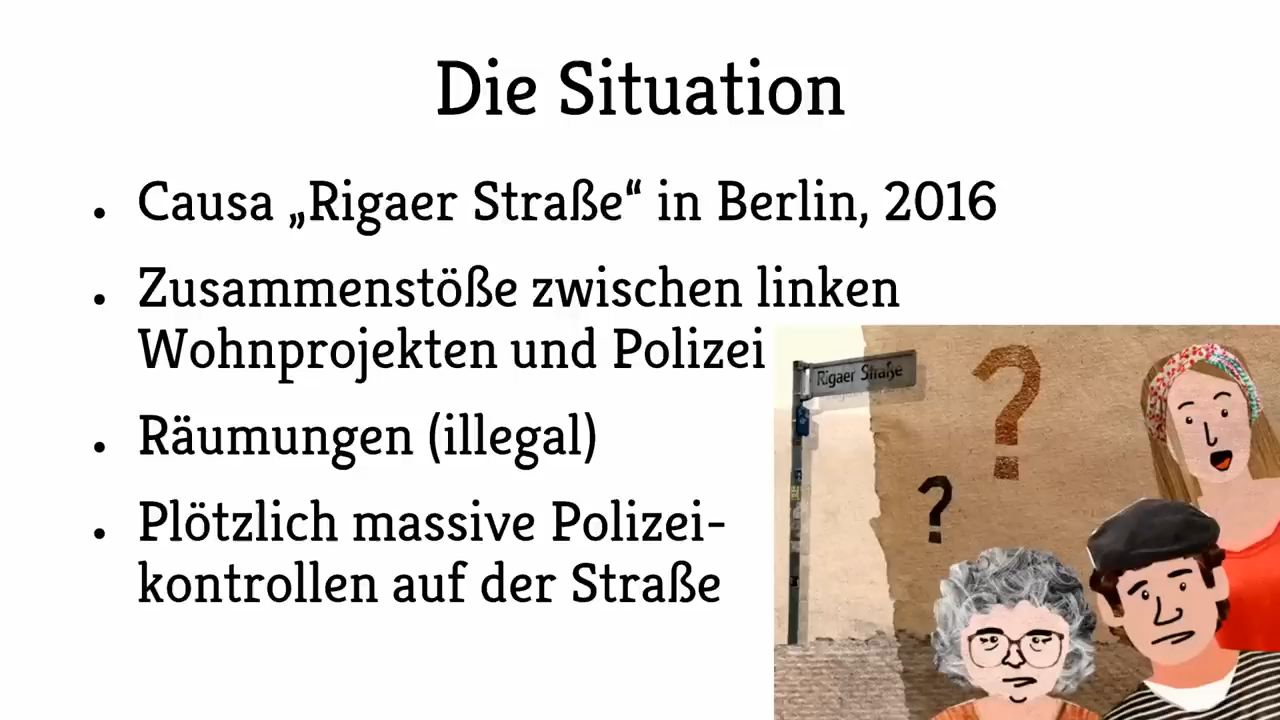 Die Situation
• Causa „Rigaer Straße“ in Berlin, 2016
• Zusammenstöße zwischen linken
Wohnprojekten und Polizei
• Räumungen (illegal)
• Plötzlich massive Polizei-
kontrollen auf der Straße
Rigaer Straße
?
?